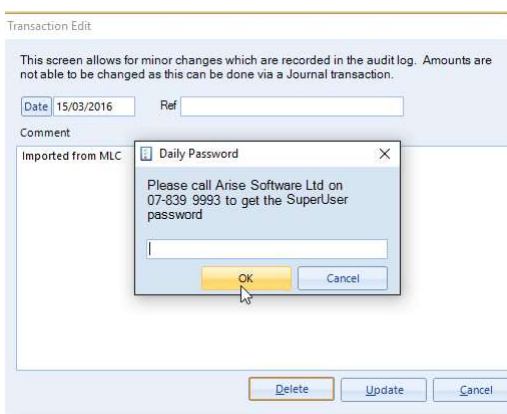 Transaction Edit
This screen allows for minor changes which are recorded in the audit log. Amounts are
not able to be changed as this can be done via a Journal transaction.
Date 15/03/2016 Ref
Comment
Imported from MLC
Daily Password
Please call Arise Software Ltd on
07-839 9993 to get the SuperUser
password
OK Cancel
Delete Update Cancel